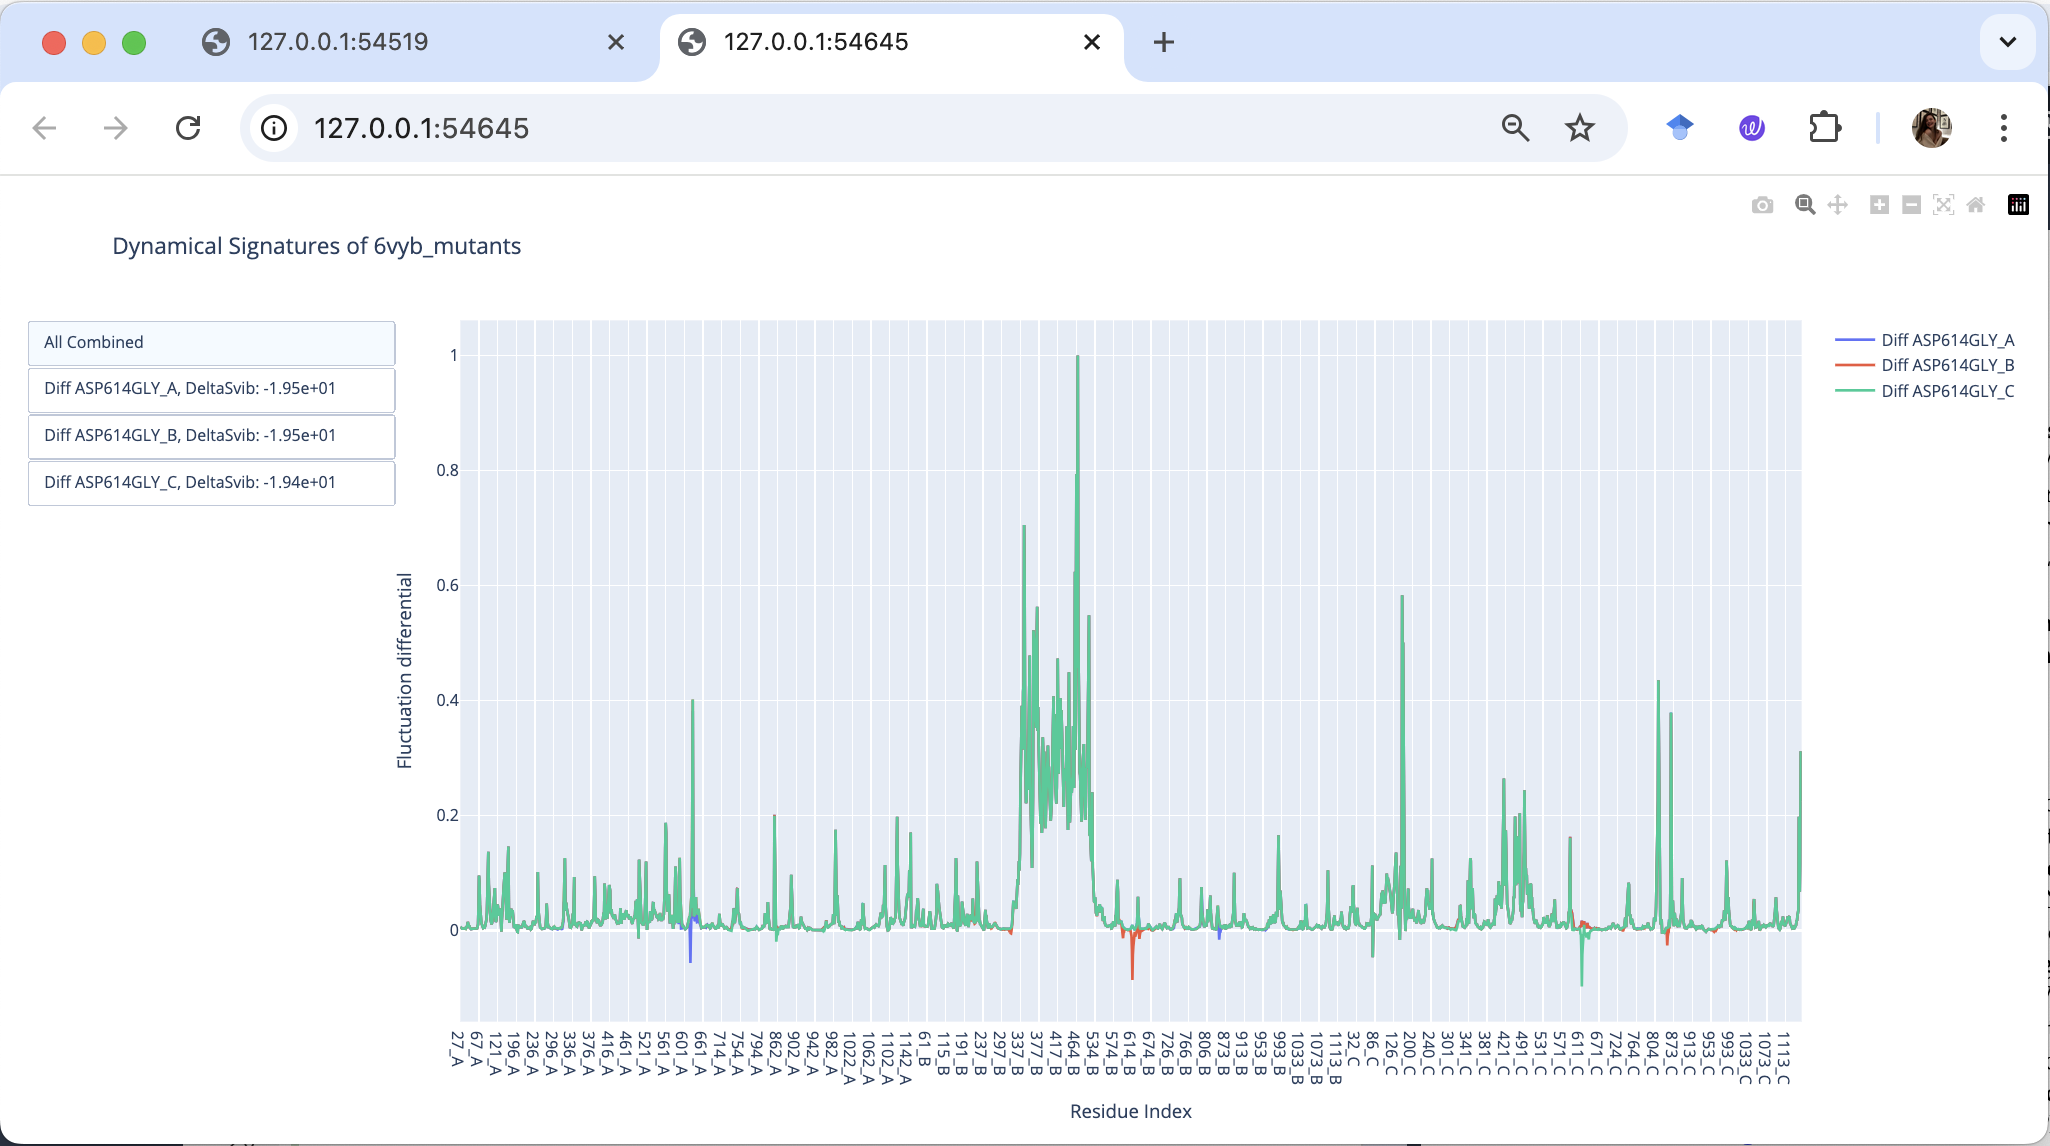 127.0.0.1:54519
127.0.0.1:54645
127.0.0.1:54645
Dynamical Signatures of 6vyb_mutants
All Combined
Diff ASP614GLY_A, DeltaSvib: -1.95e+01
Diff ASP614GLY_B, DeltaSvib: -1.95e+01
Diff ASP614GLY_C, DeltaSvib: -1.94e+01
Diff ASP614GLY_A
Diff ASP614GLY_B
Diff ASP614GLY_C
1
0.8
0.6
0.4
0.2
0
Fluctuation differential
27_A
67_A
121_A
196_A
236_A
296_A
336_A
376_A
416_A
461_A
521_A
561_A
601_A
661_A
714_A
754_A
794_A
862_A
902_A
942_A
982_A
1022_A
1062_A
1102_A
1142_A
61_B
115_B
191_B
237_B
297_B
337_B
377_B
417_B
464_B
534_B
574_B
614_B
674_B
726_B
766_B
806_B
873_B
913_B
953_B
993_B
1033_B
1073_B
1113_B
32_C
86_C
126_C
200_C
240_C
301_C
341_C
381_C
421_C
491_C
531_C
571_C
611_C
671_C
724_C
764_C
804_C
873_C
913_C
953_C
993_C
1033_C
1073_C
1113_C
Residue Index